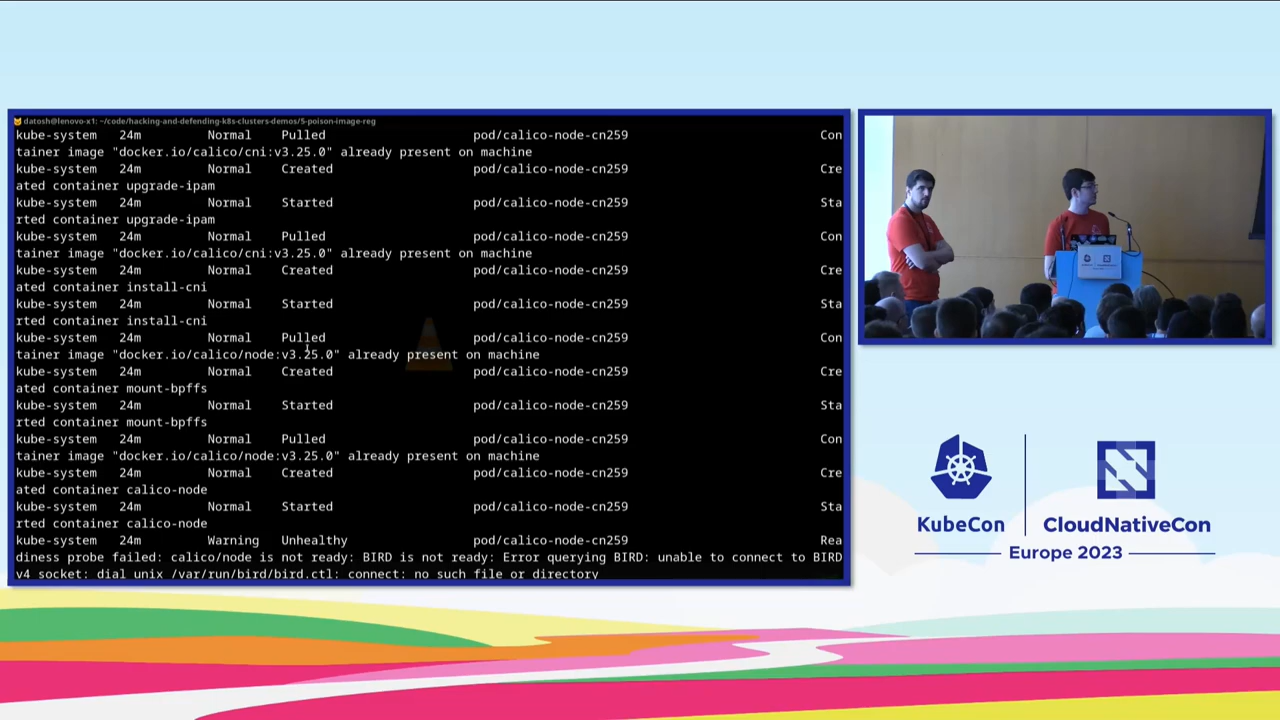 datosh@lenovo-x1: ~/code/hacking-and-defending-k8s-clusters-demos/5-poison-image-reg
kube-system 24m Normal Pulled pod/calico-node-cn259 Con
tainer image "docker.io/calico/cni:v3.25.0" already present on machine
kube-system 24m Normal Created pod/calico-node-cn259 Cre
ated container upgrade-ipam
kube-system 24m Normal Started pod/calico-node-cn259 Sta
rted container upgrade-ipam
kube-system 24m Normal Pulled pod/calico-node-cn259 Con
tainer image "docker.io/calico/cni:v3.25.0" already present on machine
kube-system 24m Normal Created pod/calico-node-cn259 Cre
ated container install-cni
kube-system 24m Normal Started pod/calico-node-cn259 Sta
rted container install-cni
kube-system 24m Normal Pulled pod/calico-node-cn259 Con
tainer image "docker.io/calico/node:v3.25.0" already present on machine
kube-system 24m Normal Created pod/calico-node-cn259 Cre
ated container mount-bpffs
kube-system 24m Normal Started pod/calico-node-cn259 Sta
rted container mount-bpffs
kube-system 24m Normal Pulled pod/calico-node-cn259 Con
tainer image "docker.io/calico/node:v3.25.0" already present on machine
kube-system 24m Normal Created pod/calico-node-cn259 Cre
ated container calico-node
kube-system 24m Normal Started pod/calico-node-cn259 Sta
rted container calico-node
kube-system 24m Warning Unhealthy pod/calico-node-cn259 Rea
diness probe failed: calico/node is not ready: BIRD is not ready: Error querying BIRD: unable to connect to BIRD
v4 socket: dial unix /var/run/bird/bird.ctl: connect: no such file or directory
KubeCon
CloudNativeCon
Europe 2023